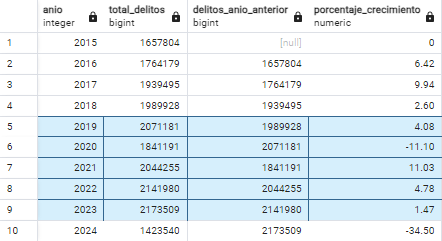 anio total_delitos delitos_anio_anterior porcentaje_crecimiento
integer bigint bigint numeric
1 2015 1657804 [null] 0
2 2016 1764179 1657804 6.42
3 2017 1939495 1764179 9.94
4 2018 1989928 1939495 2.60
5 2019 2071181 1989928 4.08
6 2020 1841191 2071181 -11.10
7 2021 2044255 1841191 11.03
8 2022 2141980 2044255 4.78
9 2023 2173509 2141980 1.47
10 2024 1423540 2173509 -34.50